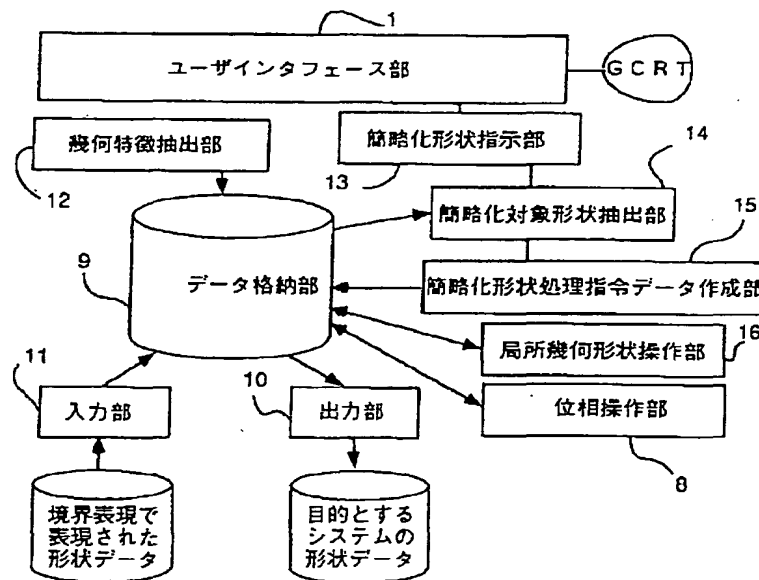 1
ユーザインタフェース部
GCRT
幾何特徴抽出部
12
簡略化形状指示部
13
14
簡略化対象形状抽出部
15
9
データ格納部
簡略化形状処理指令データ作成部
局所幾何形状操作部
16
11
入力部
10
出力部
位相操作部
8
境界表現で
表現された
形状データ
目的とする
システムの
形状データ